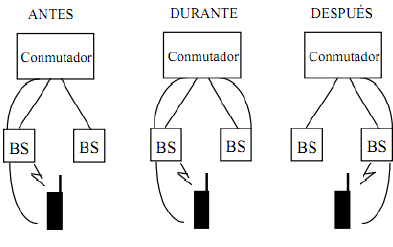 ANTES DURANTE DESPUÉS
Conmutador Conmutador Conmutador
BS BS BS BS BS BS